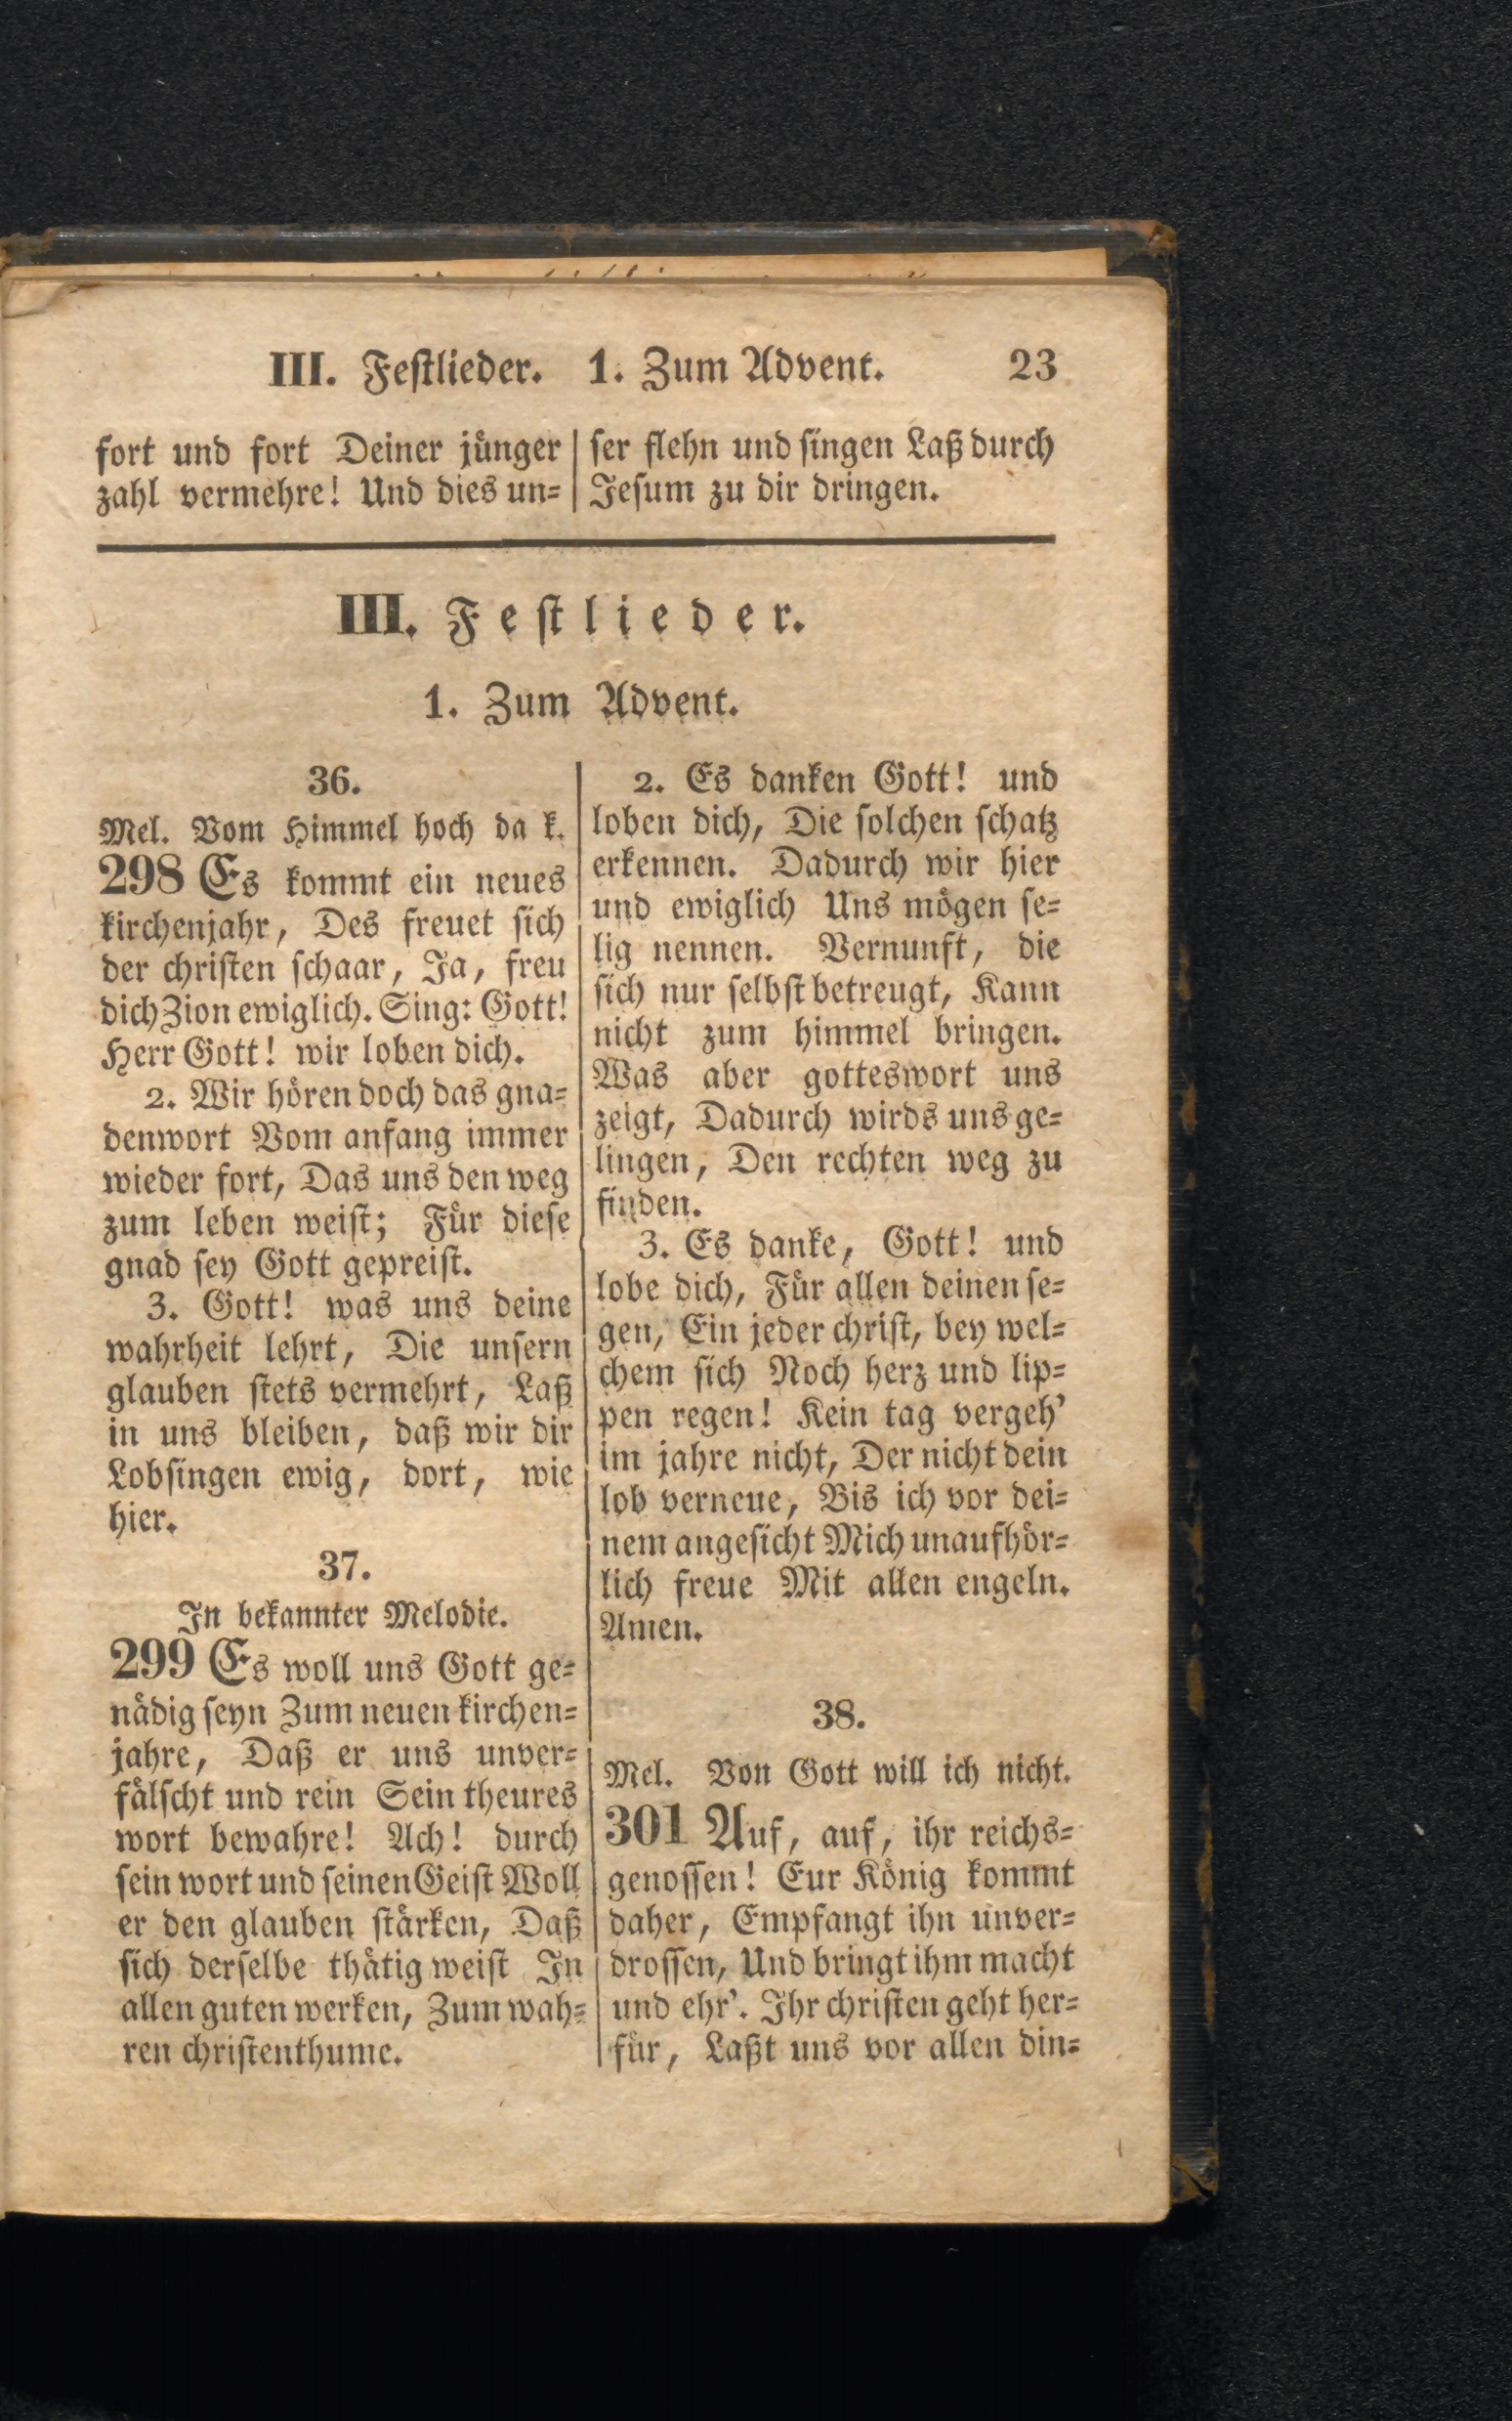 III. Festlieder. 1. Zum Advent. 23
fort und fort Deiner jünger
zahl vermehre! Und dies un=
ser flehn und singen Laß durch
Jesum zu dir dringen.
III. Festlieder.
1. Zum Advent.
36.
Mel. Vom Himmel hoch da k.
298 Es kommt ein neues
kirchenjahr, Des freuet sich
der christen schaar, Ja, freu
dich Zion ewiglich. Sing: Gott!
Herr Gott! wir loben dich.
2. Wir hören doch das gna=
denwort Vom anfang immer
wieder fort, Das uns den weg
zum leben weist; Für diese
gnad sey Gott gepreist.
3. Gott! was uns deine
wahrheit lehrt, Die unsern
glauben stets vermehrt, Laß
in uns bleiben, daß wir dir
Lobsingen ewig, dort, wie
hier.
37.
In bekannter Melodie.
299 Es woll uns Gott ge=
nädig seyn Zum neuen kirchen=
jahre, Daß er uns unver=
fälscht und rein Sein theures
wort bewahre! Ach! durch
sein wort und seinen Geist Woll
er den glauben stärken, Daß
sich derselbe thätig weist In
allen guten werken, Zum wah=
ren christenthume.
2. Es danken Gott! und
loben dich, Die solchen schatz
erkennen. Dadurch wir hier
und ewiglich Uns mögen se=
lig nennen. Vernunft, die
sich nur selbst betreugt, Kann
nicht zum himmel bringen.
Was aber gotteswort uns
zeigt, Dadurch wirds uns ge=
lingen, Den rechten weg zu
finden.
3. Es danke, Gott! und
lobe dich, Für allen deinen se=
gen, Ein jeder christ, bey wel=
chem sich Noch herz und lip=
pen regen! Kein tag vergeh'
im jahre nicht, Der nicht dein
lob verneue, Bis ich vor dei=
nem angesicht Mich unaufhör=
lich freue Mit allen engeln.
Amen.
38.
Mel. Von Gott will ich nicht.
301 Auf, auf, ihr reichs=
genossen! Eur König kommt
daher, Empfangt ihn unver=
drossen, Und bringt ihm macht
und ehr'. Ihr christen geht her=
für, Laßt uns vor allen din=